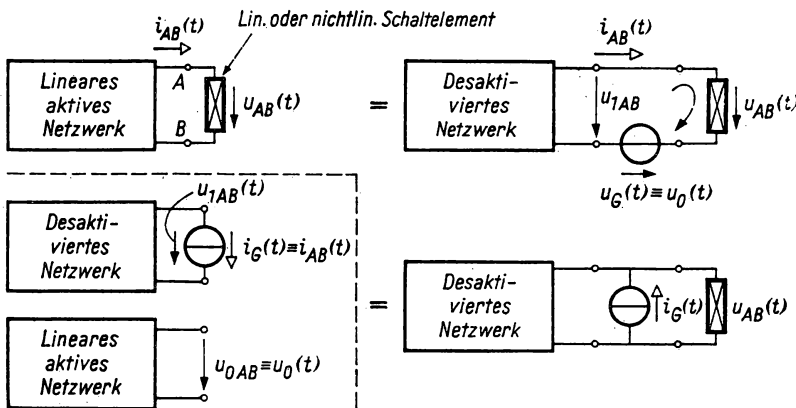 i_AB(t)
Lin. oder nichtlin. Schaltelement
Lineares
aktives
Netzwerk
A
B
u_AB(t)
=
i_AB(t)
Desakti-
viertes
Netzwerk
u_1AB
u_AB(t)
u_G(t)≡u_0(t)
u_1AB(t)
Desakti-
viertes
Netzwerk
i_G(t)≡i_AB(t)
Lineares
aktives
Netzwerk
u_0AB≡u_0(t)
=
Desakti-
viertes
Netzwerk
i_G(t)
u_AB(t)